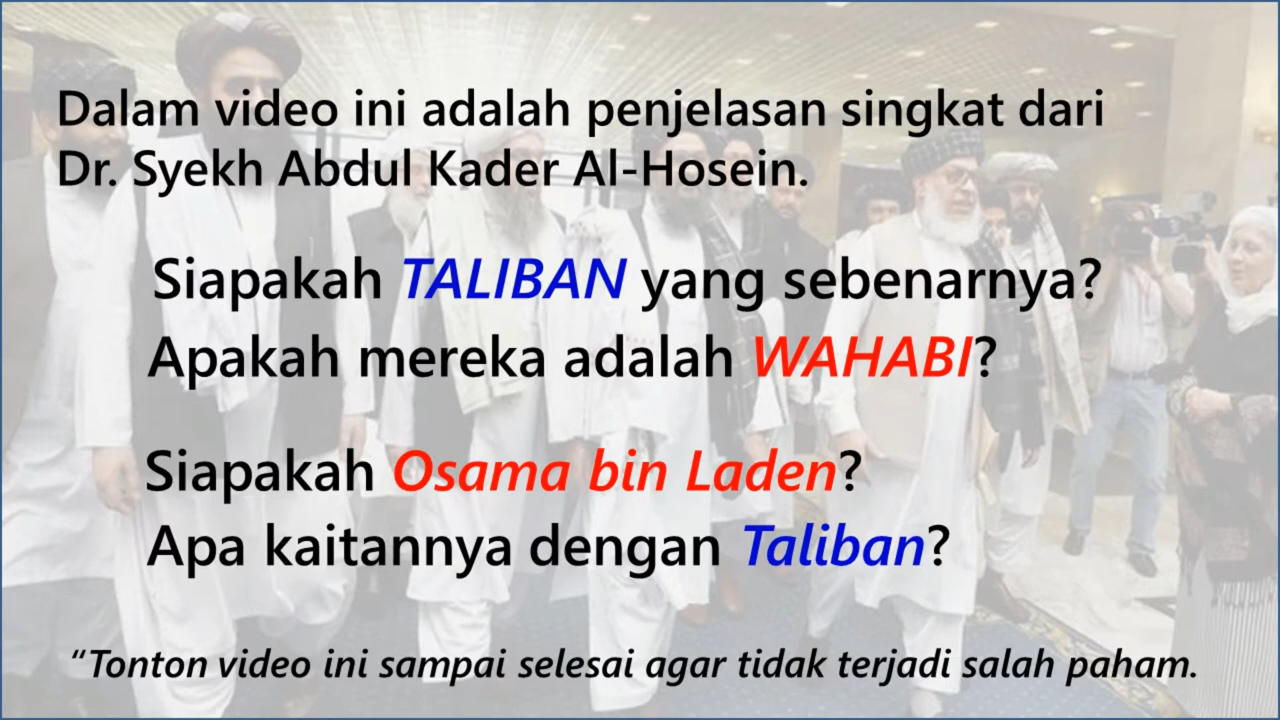 Dalam video ini adalah penjelasan singkat dari
Dr. Syekh Abdul Kader Al-Hosein.
Siapakah TALIBAN yang sebenarnya?
Apakah mereka adalah WAHABI?
Siapakah Osama bin Laden?
Apa kaitannya dengan Taliban?
“Tonton video ini sampai selesai agar tidak terjadi salah paham.